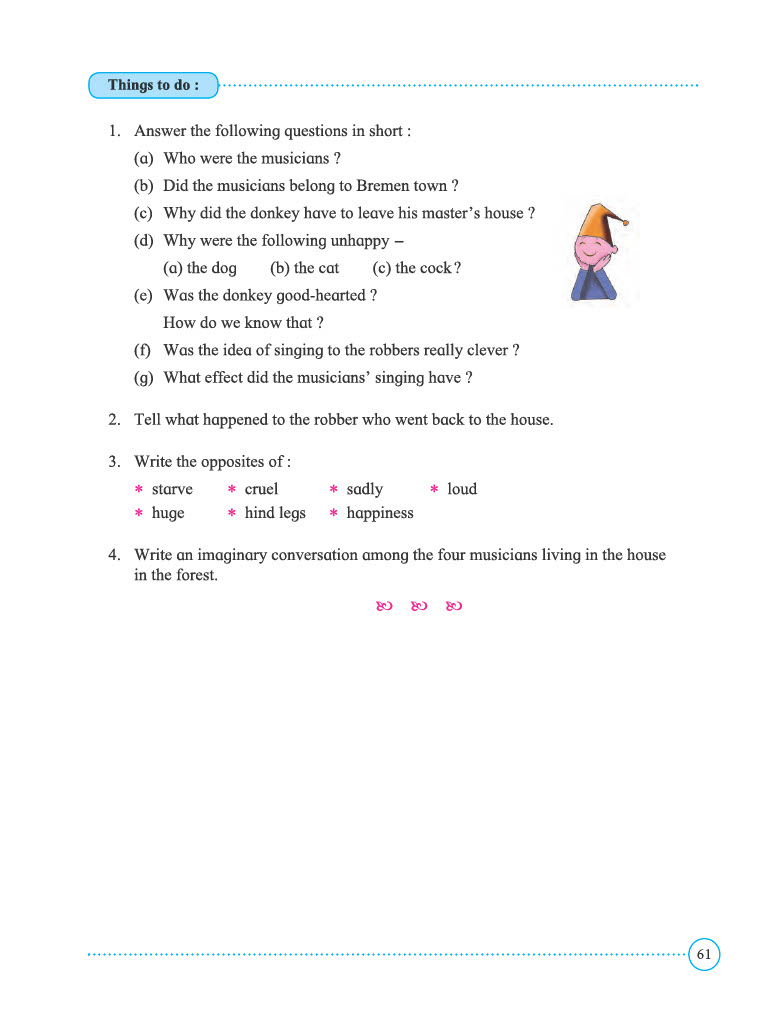 Things to do :
1. Answer the following questions in short :
(a) Who were the musicians ?
(b) Did the musicians belong to Bremen town ?
(c) Why did the donkey have to leave his master's house ?
(d) Why were the following unhappy –
(a) the dog (b) the cat (c) the cock ?
(e) Was the donkey good-hearted ?
How do we know that ?
(f) Was the idea of singing to the robbers really clever ?
(g) What effect did the musicians' singing have ?
2. Tell what happened to the robber who went back to the house.
3. Write the opposites of :
* starve * cruel * sadly * loud
* huge * hind legs * happiness
4. Write an imaginary conversation among the four musicians living in the house
in the forest.
61